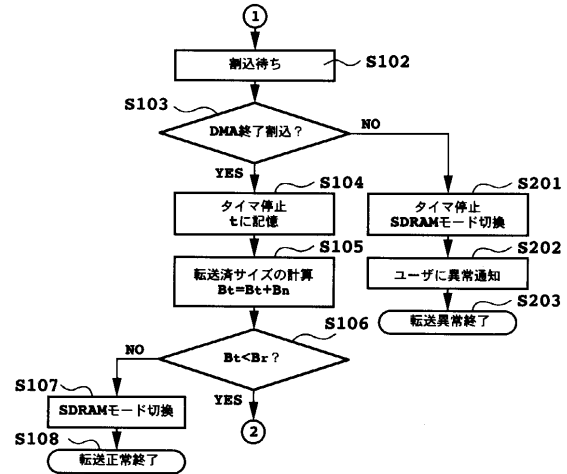 1
割込待ち
S102
S103
DMA終了割込？
NO
YES
S104
タイマ停止
tに記憶
S201
タイマ停止
SDRAMモード切換
S105
転送済サイズの計算
Bt=Bt+Bn
S202
ユーザに異常通知
S203
転送異常終了
S106
Bt<Br？
NO
YES
S107
SDRAMモード切換
2
S108
転送正常終了